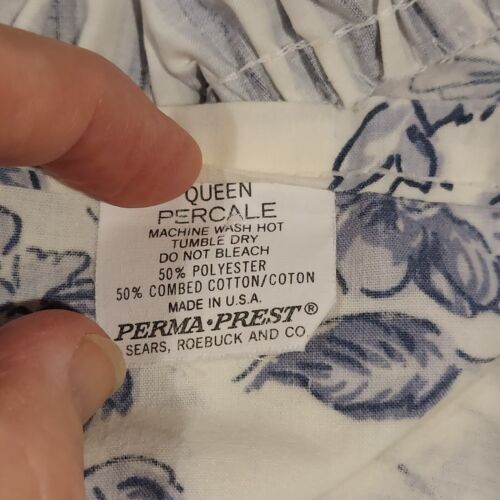 QUEEN
PERCALE
MACHINE WASH HOT
TUMBLE DRY
DO NOT BLEACH
50% POLYESTER
50% COMBED COTTON/COTON
MADE IN U.S.A.
PERMA·PREST®
SEARS, ROEBUCK AND CO.